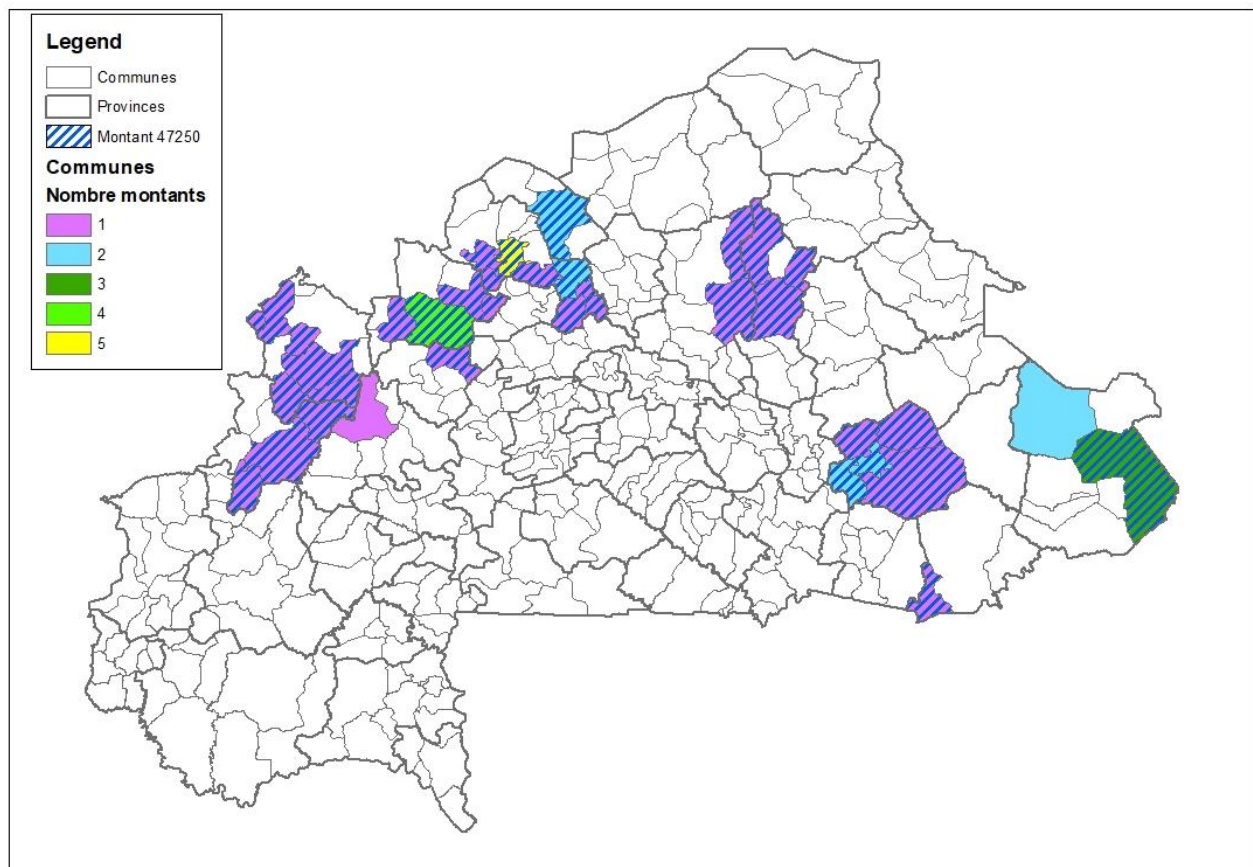 Legend
Communes
Provinces
Montant 47250
Communes
Nombre montants
1
2
3
4
5